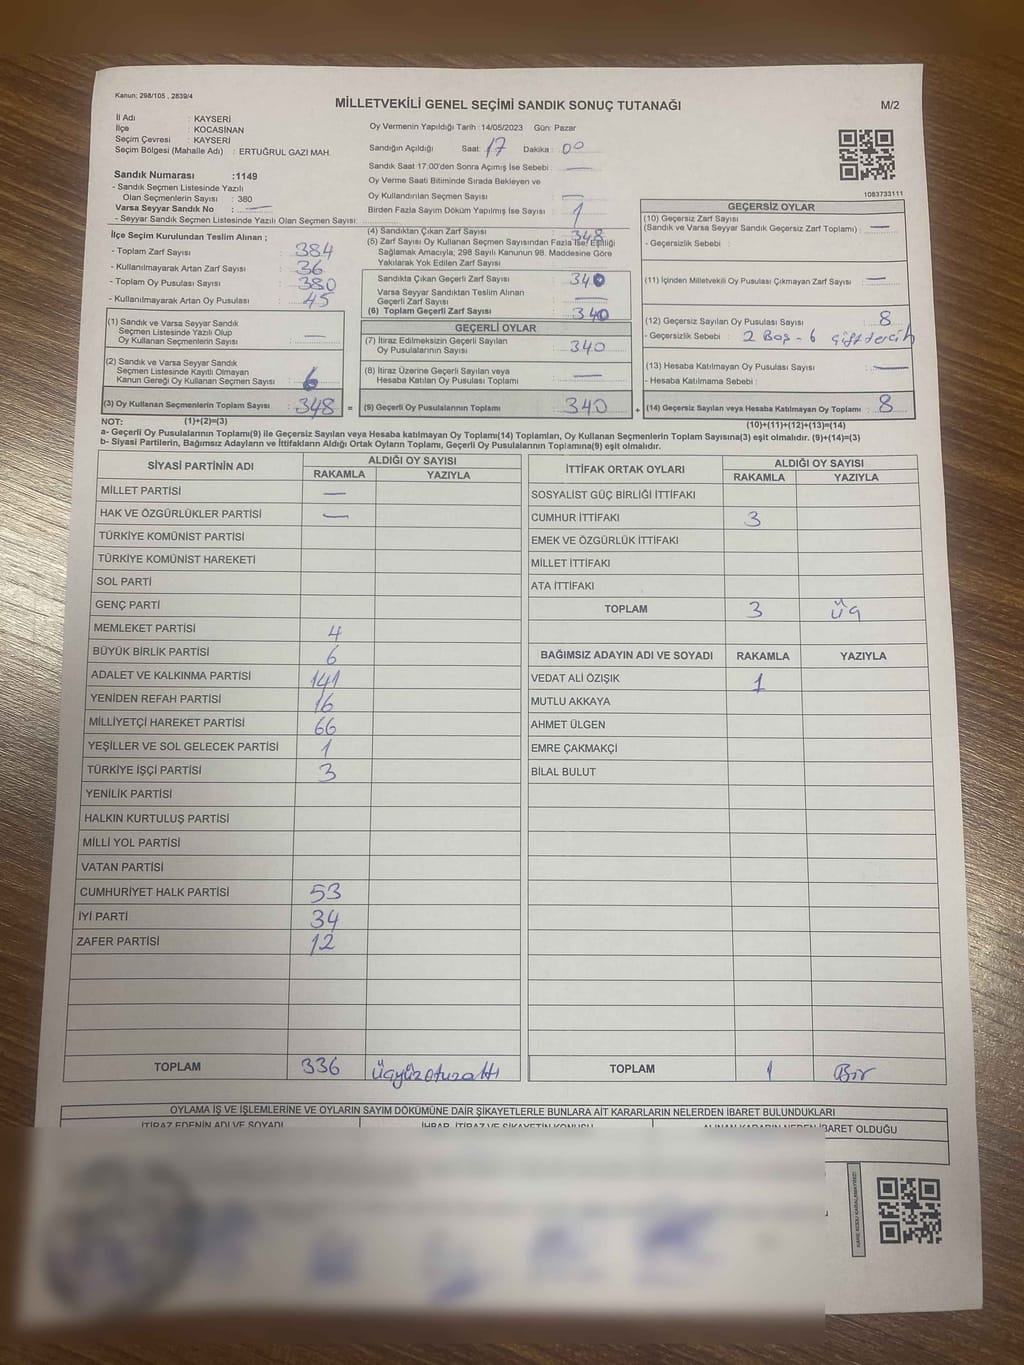 Kanun: 298/105 , 2839/4
MİLLETVEKİLİ GENEL SEÇİMİ SANDIK SONUÇ TUTANAĞI
M/2
İl Adı : KAYSERİ
İlçe : KOCASİNAN
Seçim Çevresi : KAYSERİ
Seçim Bölgesi (Mahalle Adı) : ERTUĞRUL GAZİ MAH.
Sandık Numarası :1149
- Sandık Seçmen Listesinde Yazılı
Olan Seçmenlerin Sayısı : 380
Varsa Seyyar Sandık No : —
- Seyyar Sandık Seçmen Listesinde Yazılı Olan Seçmen Sayısı:
Oy Vermenin Yapıldığı Tarih :14/05/2023 Gün: Pazar
Sandığın Açıldığı Saat: 17 Dakika: 00
Sandık Saat 17:00'den Sonra Açımış İse Sebebi : —
Oy Verme Saati Bitiminde Sırada Bekleyen ve
Oy Kullandırılan Seçmen Sayısı : —
Birden Fazla Sayım Döküm Yapılmış İse Sayısı : 1
1083733111
İlçe Seçim Kurulundan Teslim Alınan ;
- Toplam Zarf Sayısı : 384
- Kullanılmayarak Artan Zarf Sayısı : 36
- Toplam Oy Pusulası Sayısı : 380
- Kullanılmayarak Artan Oy Pusulası : 45
(1) Sandık ve Varsa Seyyar Sandık
Seçmen Listesinde Yazılı Olup
Oy Kullanan Seçmenlerin Sayısı : —
(2) Sandık ve Varsa Seyyar Sandık
Seçmen Listesinde Kayıtlı Olmayan
Kanun Gereği Oy Kullanan Seçmen Sayısı : 6
(3) Oy Kullanan Seçmenlerin Toplam Sayısı : 348 =
(4) Sandıktan Çıkan Zarf Sayısı : 348
(5) Zarf Sayısı Oy Kullanan Seçmen Sayısından Fazla İse, Eşitliği
Sağlamak Amacıyla, 298 Sayılı Kanunun 98. Maddesine Göre
Yakılarak Yok Edilen Zarf Sayısı :
Sandıkta Çıkan Geçerli Zarf Sayısı : 340
Varsa Seyyar Sandıktan Teslim Alınan
Geçerli Zarf Sayısı : —
(6) Toplam Geçerli Zarf Sayısı : 340
GEÇERLİ OYLAR
(7) İtiraz Edilmeksizin Geçerli Sayılan
Oy Pusulalarının Sayısı : 340
(8) İtiraz Üzerine Geçerli Sayılan veya
Hesaba Katılan Oy Pusulası Toplamı : —
(9) Geçerli Oy Pusulalarının Toplamı : 340 +
GEÇERSİZ OYLAR
(10) Geçersiz Zarf Sayısı
(Sandık ve Varsa Seyyar Sandık Geçersiz Zarf Toplamı) : —
- Geçersizlik Sebebi :
(11) İçinden Milletvekili Oy Pusulası Çıkmayan Zarf Sayısı : —
(12) Geçersiz Sayılan Oy Pusulası Sayısı : 8
- Geçersizlik Sebebi : 2 Boş - 6 çift tercih
(13) Hesaba Katılmayan Oy Pusulası Sayısı : —
- Hesaba Katılmama Sebebi :
(14) Geçersiz Sayılan veya Hesaba Katılmayan Oy Toplamı : 8
NOT: (1)+(2)=(3)
(10)+(11)+(12)+(13)=(14)
a- Geçerli Oy Pusulalarının Toplamı(9) ile Geçersiz Sayılan veya Hesaba katılmayan Oy Toplamı(14) Toplamları, Oy Kullanan Seçmenlerin Toplam Sayısına(3) eşit olmalıdır. (9)+(14)=(3)
b- Siyasi Partilerin, Bağımsız Adayların ve İttifakların Aldığı Ortak Oyların Toplamı, Geçerli Oy Pusulalarının Toplamına(9) eşit olmalıdır.
SİYASİ PARTİNİN ADI ALDIĞI OY SAYISI
RAKAMLA YAZIYLA
MİLLET PARTİSİ —
HAK VE ÖZGÜRLÜKLER PARTİSİ —
TÜRKİYE KOMÜNİST PARTİSİ
TÜRKİYE KOMÜNİST HAREKETİ
SOL PARTİ
GENÇ PARTİ
MEMLEKET PARTİSİ 4
BÜYÜK BİRLİK PARTİSİ 6
ADALET VE KALKINMA PARTİSİ 141
YENİDEN REFAH PARTİSİ 16
MİLLİYETÇİ HAREKET PARTİSİ 66
YEŞİLLER VE SOL GELECEK PARTİSİ 1
TÜRKİYE İŞÇİ PARTİSİ 3
YENİLİK PARTİSİ
HALKIN KURTULUŞ PARTİSİ
MİLLİ YOL PARTİSİ
VATAN PARTİSİ
CUMHURİYET HALK PARTİSİ 53
İYİ PARTİ 34
ZAFER PARTİSİ 12
TOPLAM 336 üçyüzotuzaltı
İTTİFAK ORTAK OYLARI ALDIĞI OY SAYISI
RAKAMLA YAZIYLA
SOSYALİST GÜÇ BİRLİĞİ İTTİFAKI
CUMHUR İTTİFAKI 3
EMEK VE ÖZGÜRLÜK İTTİFAKI
MİLLET İTTİFAKI
ATA İTTİFAKI
TOPLAM 3 üç
BAĞIMSIZ ADAYIN ADI VE SOYADI RAKAMLA YAZIYLA
VEDAT ALİ ÖZIŞIK 1
MUTLU AKKAYA
AHMET ÜLGEN
EMRE ÇAKMAKÇİ
BİLAL BULUT
TOPLAM 1 Bir
OYLAMA İŞ VE İŞLEMLERİNE VE OYLARIN SAYIM DÖKÜMÜNE DAİR ŞİKAYETLERLE BUNLARA AİT KARARLARIN NELERDEN İBARET BULUNDUKLARI
İTİRAZ EDENİN ADI VE SOYADI İHBAR, İTİRAZ VE ŞİKAYETİN KONUSU ALINAN KARARIN NEDEN İBARET OLDUĞU